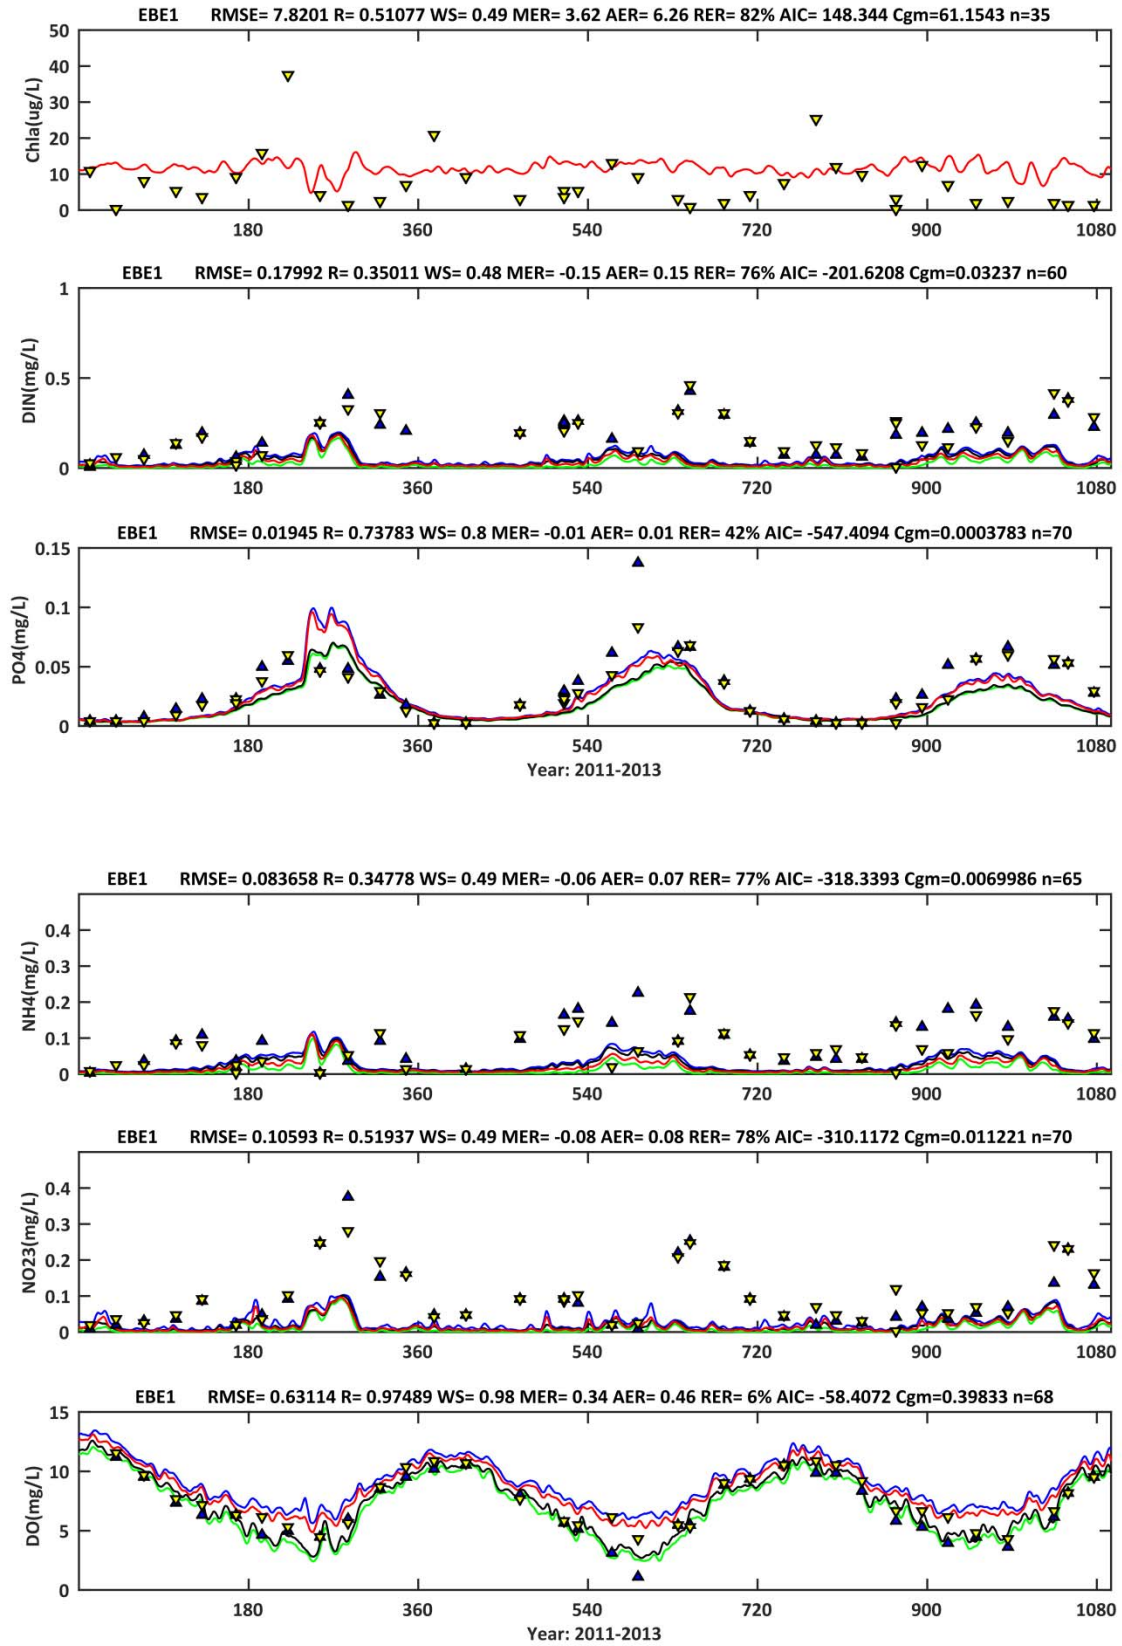 EBE1 RMSE= 7.8201 R= 0.51077 WS= 0.49 MER= 3.62 AER= 6.26 RER= 82% AIC= 148.344 Cgm=61.1543 n=35
50
40
30
20
10
0
Chla(ug/L)
180 360 540 720 900 1080
EBE1 RMSE= 0.17992 R= 0.35011 WS= 0.48 MER= -0.15 AER= 0.15 RER= 76% AIC= -201.6208 Cgm=0.03237 n=60
1
0.5
0
DIN(mg/L)
180 360 540 720 900 1080
EBE1 RMSE= 0.01945 R= 0.73783 WS= 0.8 MER= -0.01 AER= 0.01 RER= 42% AIC= -547.4094 Cgm=0.0003783 n=70
0.15
0.1
0.05
0
PO4(mg/L)
180 360 540 720 900 1080
Year: 2011-2013
EBE1 RMSE= 0.083658 R= 0.34778 WS= 0.49 MER= -0.06 AER= 0.07 RER= 77% AIC= -318.3393 Cgm=0.0069986 n=65
0.4
0.3
0.2
0.1
0
NH4(mg/L)
180 360 540 720 900 1080
EBE1 RMSE= 0.10593 R= 0.51937 WS= 0.49 MER= -0.08 AER= 0.08 RER= 78% AIC= -310.1172 Cgm=0.011221 n=70
0.4
0.3
0.2
0.1
0
NO23(mg/L)
180 360 540 720 900 1080
EBE1 RMSE= 0.63114 R= 0.97489 WS= 0.98 MER= 0.34 AER= 0.46 RER= 6% AIC= -58.4072 Cgm=0.39833 n=68
15
10
5
0
DO(mg/L)
180 360 540 720 900 1080
Year: 2011-2013